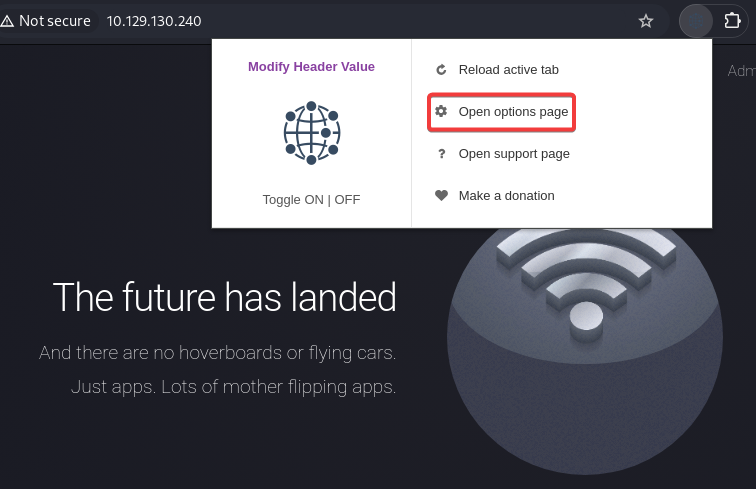 Not secure 10.129.130.240
Modify Header Value
Toggle ON | OFF
Reload active tab
Open options page
? Open support page
Make a donation
The future has landed
And there are no hoverboards or flying cars.
Just apps. Lots of mother flipping apps.